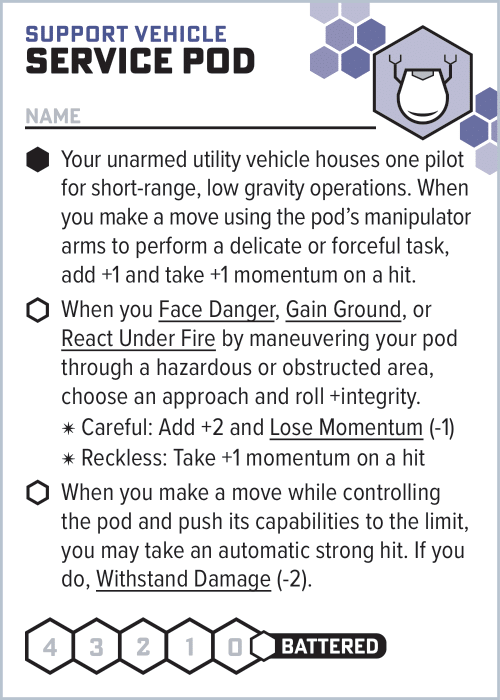 SUPPORT VEHICLE
SERVICE POD
NAME
Your unarmed utility vehicle houses one pilot
for short-range, low gravity operations. When
you make a move using the pod’s manipulator
arms to perform a delicate or forceful task,
add +1 and take +1 momentum on a hit.
When you Face Danger, Gain Ground, or
React Under Fire by maneuvering your pod
through a hazardous or obstructed area,
choose an approach and roll +integrity.
✴ Careful: Add +2 and Lose Momentum (-1)
✴ Reckless: Take +1 momentum on a hit
When you make a move while controlling
the pod and push its capabilities to the limit,
you may take an automatic strong hit. If you
do, Withstand Damage (-2).
4 3 2 1 0 BATTERED